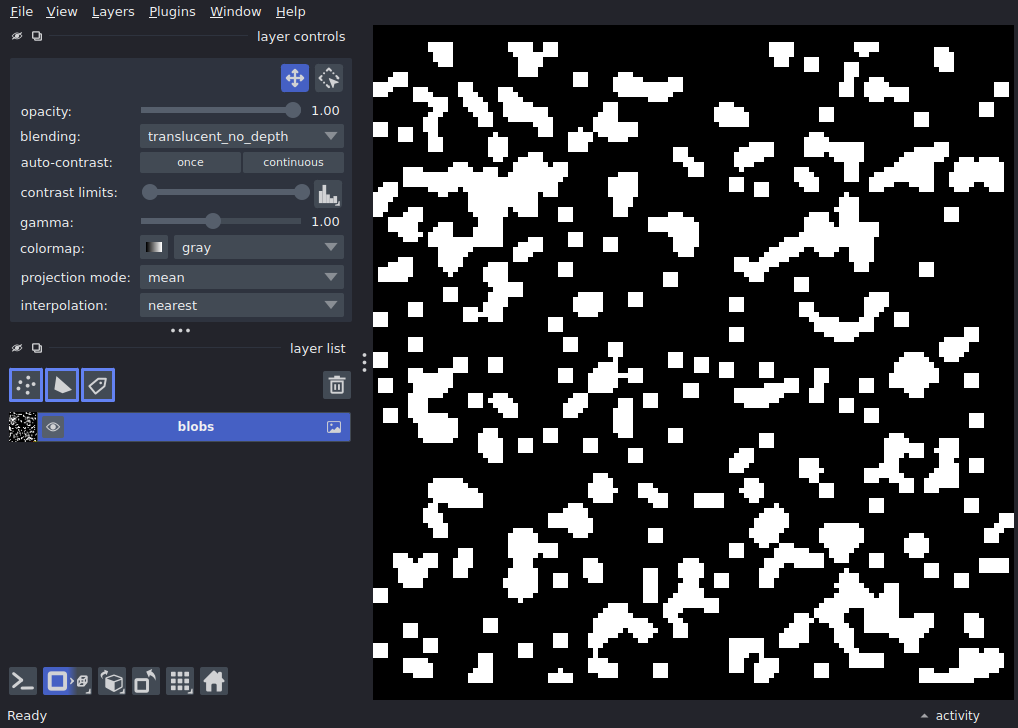 File View Layers Plugins Window Help
layer controls
opacity: 1.00
blending: translucent_no_depth
auto-contrast: once continuous
contrast limits:
gamma: 1.00
colormap: gray
projection mode: mean
interpolation: nearest
layer list
blobs
Ready activity